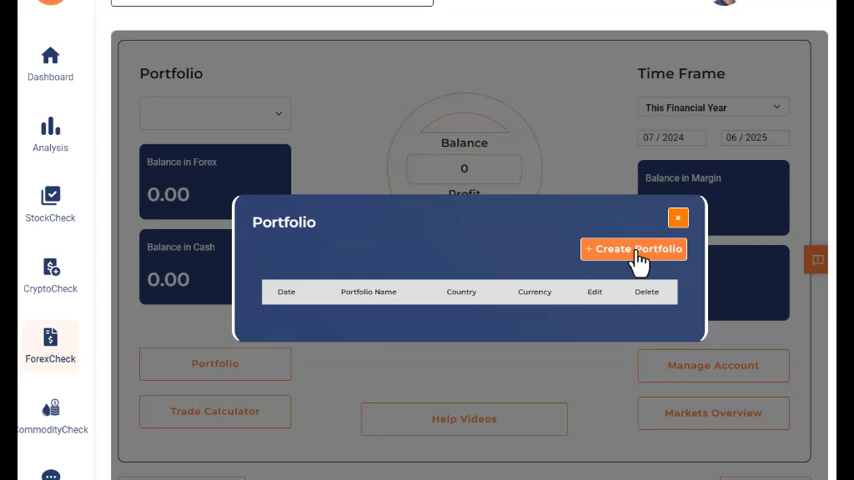 Dashboard
Analysis
StockCheck
CryptoCheck
ForexCheck
CommodityCheck
Portfolio
Balance in Forex
0.00
Balance in Cash
0.00
Balance
0
Profit
Time Frame
This Financial Year
07 / 2024
06 / 2025
Balance in Margin
Portfolio
×
+ Create Portfolio
Date
Portfolio Name
Country
Currency
Edit
Delete
Portfolio
Trade Calculator
Help Videos
Manage Account
Markets Overview